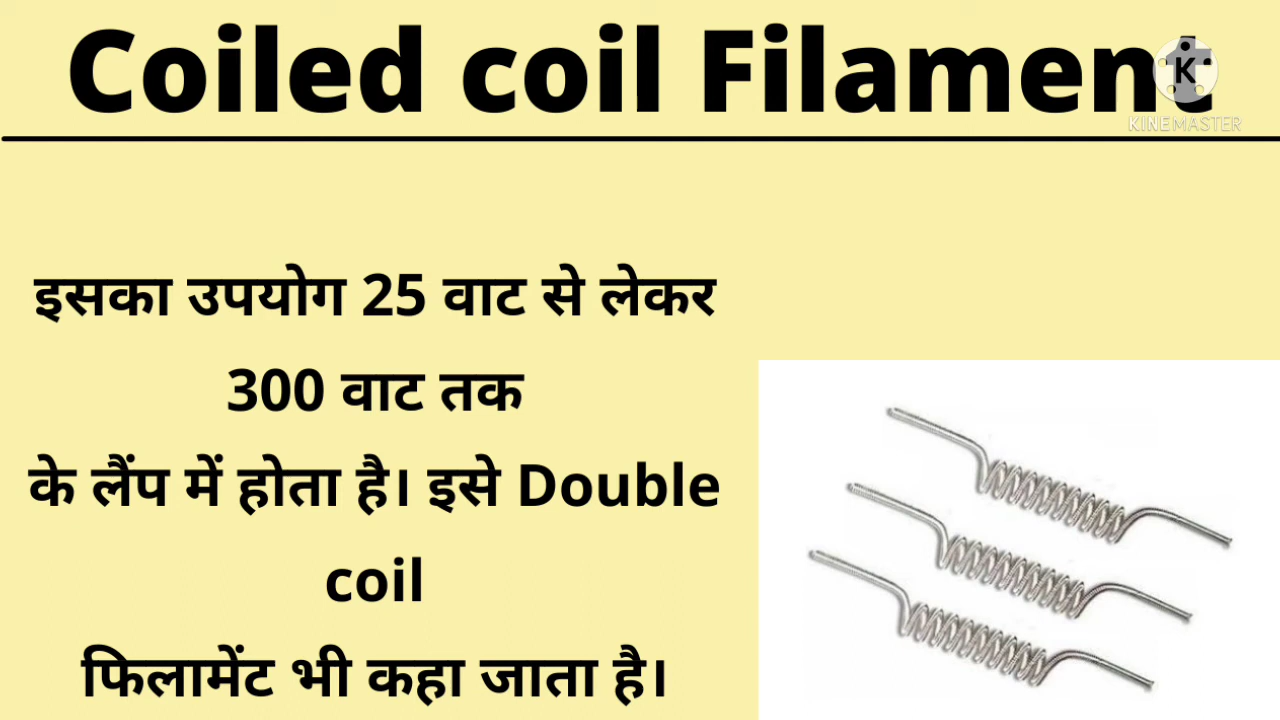 Coiled coil Filament
K
KINEMASTER
इसका उपयोग 25 वाट से लेकर
300 वाट तक
के लैंप में होता है। इसे Double
coil
फिलामेंट भी कहा जाता है।